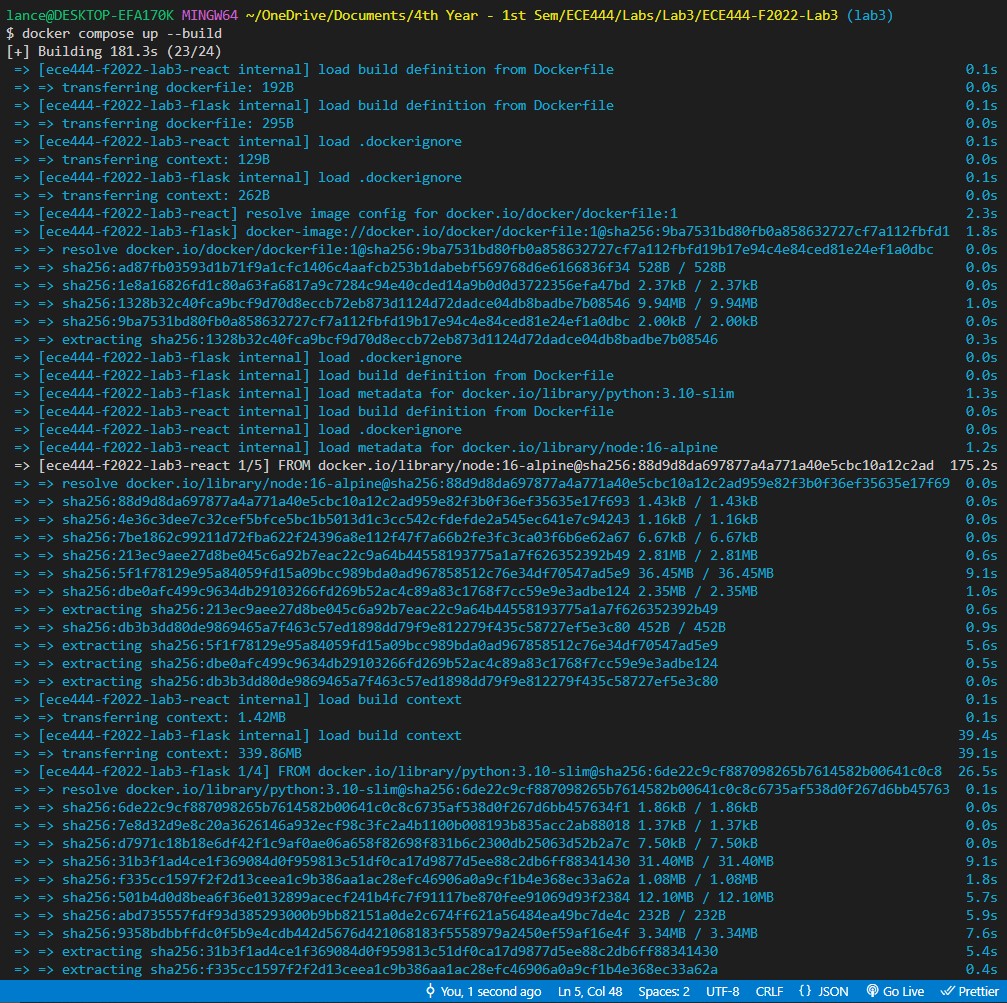 lance@DESKTOP-EFA170K MINGW64 ~/OneDrive/Documents/4th Year - 1st Sem/ECE444/Labs/Lab3/ECE444-F2022-Lab3 (lab3)
$ docker compose up --build
[+] Building 181.3s (23/24)
=> [ece444-f2022-lab3-react internal] load build definition from Dockerfile 0.1s
=> => transferring dockerfile: 192B 0.0s
=> [ece444-f2022-lab3-flask internal] load build definition from Dockerfile 0.1s
=> => transferring dockerfile: 295B 0.0s
=> [ece444-f2022-lab3-react internal] load .dockerignore 0.1s
=> => transferring context: 129B 0.0s
=> [ece444-f2022-lab3-flask internal] load .dockerignore 0.1s
=> => transferring context: 262B 0.0s
=> [ece444-f2022-lab3-react] resolve image config for docker.io/docker/dockerfile:1 2.3s
=> [ece444-f2022-lab3-flask] docker-image://docker.io/docker/dockerfile:1@sha256:9ba7531bd80fb0a858632727cf7a112fbfd1 1.8s
=> => resolve docker.io/docker/dockerfile:1@sha256:9ba7531bd80fb0a858632727cf7a112fbfd19b17e94c4e84ced81e24ef1a0dbc 0.0s
=> => sha256:ad87fb03593d1b71f9a1cfc1406c4aafcb253b1dabebf569768d6e6166836f34 528B / 528B 0.0s
=> => sha256:1e8a16826fd1c80a63fa6817a9c7284c94e40cded14a9b0d0d3722356efa47bd 2.37kB / 2.37kB 0.0s
=> => sha256:1328b32c40fca9bcf9d70d8eccb72eb873d1124d72dadce04db8badbe7b08546 9.94MB / 9.94MB 1.0s
=> => sha256:9ba7531bd80fb0a858632727cf7a112fbfd19b17e94c4e84ced81e24ef1a0dbc 2.00kB / 2.00kB 0.0s
=> => extracting sha256:1328b32c40fca9bcf9d70d8eccb72eb873d1124d72dadce04db8badbe7b08546 0.3s
=> [ece444-f2022-lab3-flask internal] load .dockerignore 0.0s
=> [ece444-f2022-lab3-flask internal] load build definition from Dockerfile 0.0s
=> [ece444-f2022-lab3-flask internal] load metadata for docker.io/library/python:3.10-slim 1.3s
=> [ece444-f2022-lab3-react internal] load build definition from Dockerfile 0.0s
=> [ece444-f2022-lab3-react internal] load .dockerignore 0.0s
=> [ece444-f2022-lab3-react internal] load metadata for docker.io/library/node:16-alpine 1.2s
=> [ece444-f2022-lab3-react 1/5] FROM docker.io/library/node:16-alpine@sha256:88d9d8da697877a4a771a40e5cbc10a12c2ad 175.2s
=> => resolve docker.io/library/node:16-alpine@sha256:88d9d8da697877a4a771a40e5cbc10a12c2ad959e82f3b0f36ef35635e17f69 0.0s
=> => sha256:88d9d8da697877a4a771a40e5cbc10a12c2ad959e82f3b0f36ef35635e17f693 1.43kB / 1.43kB 0.0s
=> => sha256:4e36c3dee7c32cef5bfce5bc1b5013d1c3cc542cfdefde2a545ec641e7c94243 1.16kB / 1.16kB 0.0s
=> => sha256:7be1862c99211d72fba622f24396a8e112f47f7a66b2fe3fc3ca03f6b6e62a67 6.67kB / 6.67kB 0.0s
=> => sha256:213ec9aee27d8be045c6a92b7eac22c9a64b44558193775a1a7f626352392b49 2.81MB / 2.81MB 0.6s
=> => sha256:5f1f78129e95a84059fd15a09bcc989bda0ad967858512c76e34df70547ad5e9 36.45MB / 36.45MB 9.1s
=> => sha256:dbe0afc499c9634db29103266fd269b52ac4c89a83c1768f7cc59e9e3adbe124 2.35MB / 2.35MB 1.0s
=> => extracting sha256:213ec9aee27d8be045c6a92b7eac22c9a64b44558193775a1a7f626352392b49 0.6s
=> => sha256:db3b3dd80de9869465a7f463c57ed1898dd79f9e812279f435c58727ef5e3c80 452B / 452B 0.9s
=> => extracting sha256:5f1f78129e95a84059fd15a09bcc989bda0ad967858512c76e34df70547ad5e9 5.6s
=> => extracting sha256:dbe0afc499c9634db29103266fd269b52ac4c89a83c1768f7cc59e9e3adbe124 0.5s
=> => extracting sha256:db3b3dd80de9869465a7f463c57ed1898dd79f9e812279f435c58727ef5e3c80 0.0s
=> [ece444-f2022-lab3-react internal] load build context 0.1s
=> => transferring context: 1.42MB 0.1s
=> [ece444-f2022-lab3-flask internal] load build context 39.4s
=> => transferring context: 339.86MB 39.1s
=> [ece444-f2022-lab3-flask 1/4] FROM docker.io/library/python:3.10-slim@sha256:6de22c9cf887098265b7614582b00641c0c8 26.5s
=> => resolve docker.io/library/python:3.10-slim@sha256:6de22c9cf887098265b7614582b00641c0c8c6735af538d0f267d6bb45763 0.1s
=> => sha256:6de22c9cf887098265b7614582b00641c0c8c6735af538d0f267d6bb457634f1 1.86kB / 1.86kB 0.0s
=> => sha256:7e8d32d9e8c20a3626146a932ecf98c3fc2a4b1100b008193b835acc2ab88018 1.37kB / 1.37kB 0.0s
=> => sha256:d7971c18b18e6df42f1c9af0ae06a658f82698f831b6c2300db25063d52b2a7c 7.50kB / 7.50kB 0.0s
=> => sha256:31b3f1ad4ce1f369084d0f959813c51df0ca17d9877d5ee88c2db6ff88341430 31.40MB / 31.40MB 9.1s
=> => sha256:f335cc1597f2f2d13ceea1c9b386aa1ac28efc46906a0a9cf1b4e368ec33a62a 1.08MB / 1.08MB 1.8s
=> => sha256:501b4d0d8bea6f36e0132899acecf241b4fc7f91117be870fee91069d93f2384 12.10MB / 12.10MB 5.7s
=> => sha256:abd735557fdf93d385293000b9bb82151a0de2c674ff621a56484ea49bc7de4c 232B / 232B 5.9s
=> => sha256:9358bdbbffdc0f5b9e4cdb442d5676d421068183f5558979a2450ef59af16e4f 3.34MB / 3.34MB 7.6s
=> => extracting sha256:31b3f1ad4ce1f369084d0f959813c51df0ca17d9877d5ee88c2db6ff88341430 5.4s
=> => extracting sha256:f335cc1597f2f2d13ceea1c9b386aa1ac28efc46906a0a9cf1b4e368ec33a62a 0.4s
You, 1 second ago Ln 5, Col 48 Spaces: 2 UTF-8 CRLF {} JSON Go Live Prettier